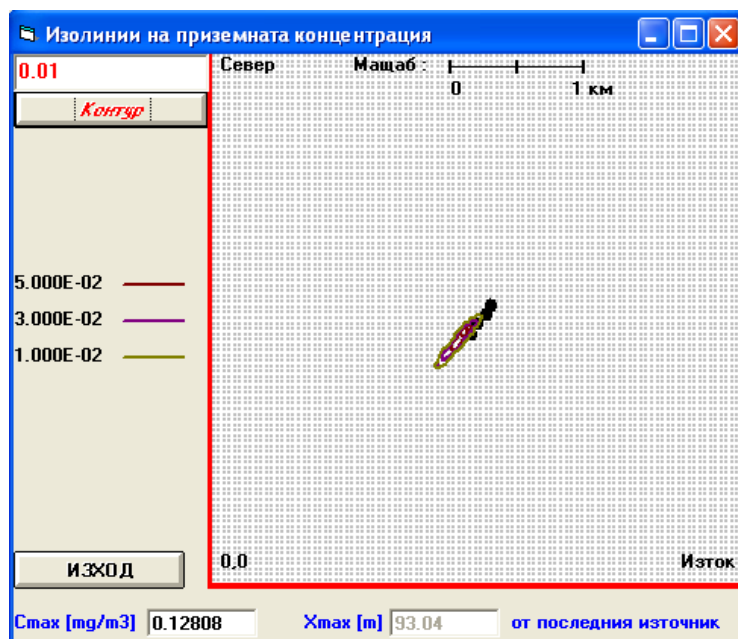 Изолинии на приземната концентрация
0.01
Север
Мащаб :
0 1 км
Контур
5.000E-02
3.000E-02
1.000E-02
0,0
Изток
ИЗХОД
Cmax [mg/m3] 0.12808 Xmax [m] 93.04 от последния източник